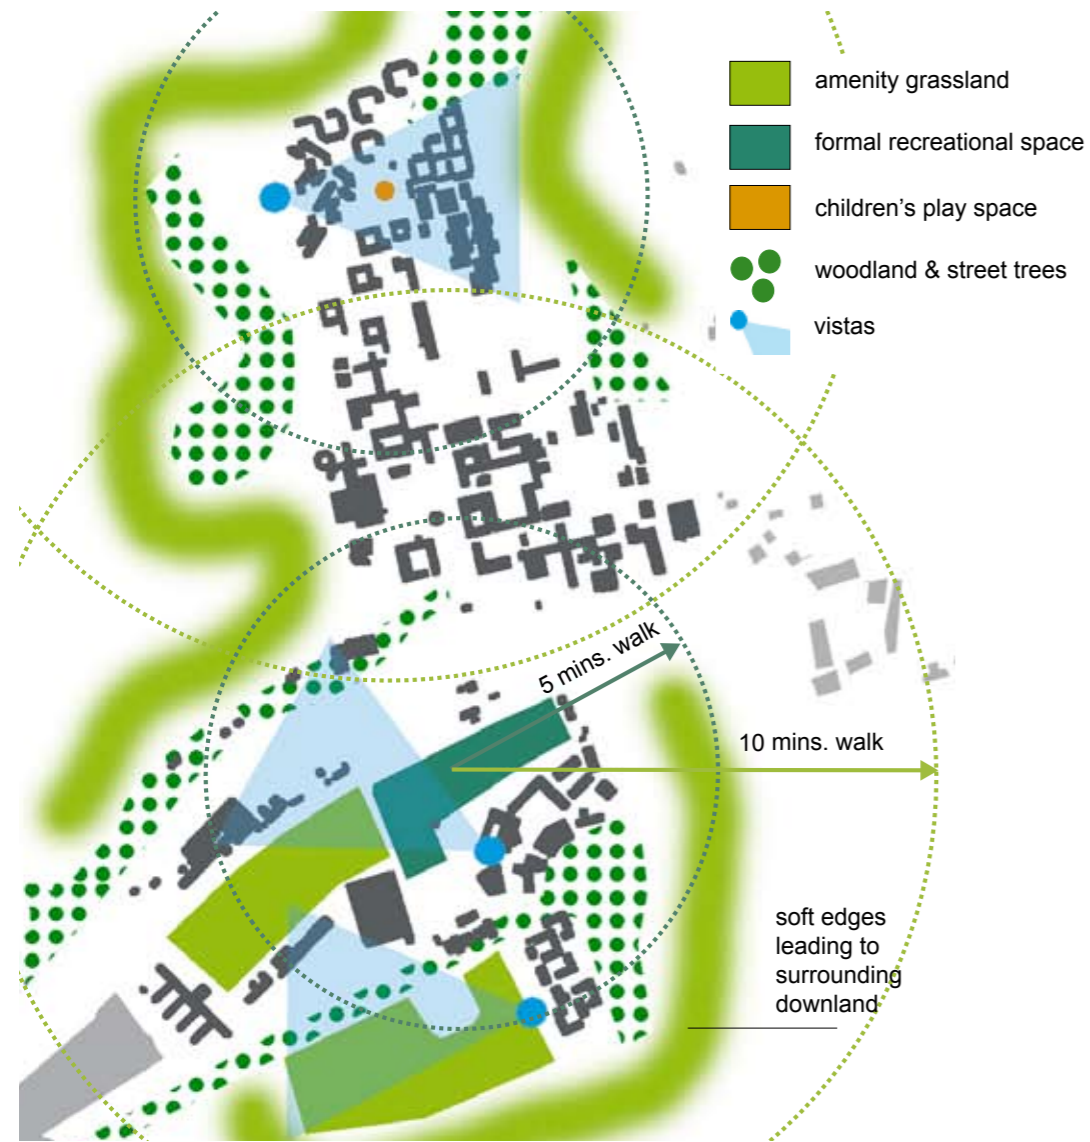 amenity grassland
formal recreational space
children's play space
woodland & street trees
vistas
5 mins. walk
10 mins. walk
soft edges
leading to
surrounding
downland